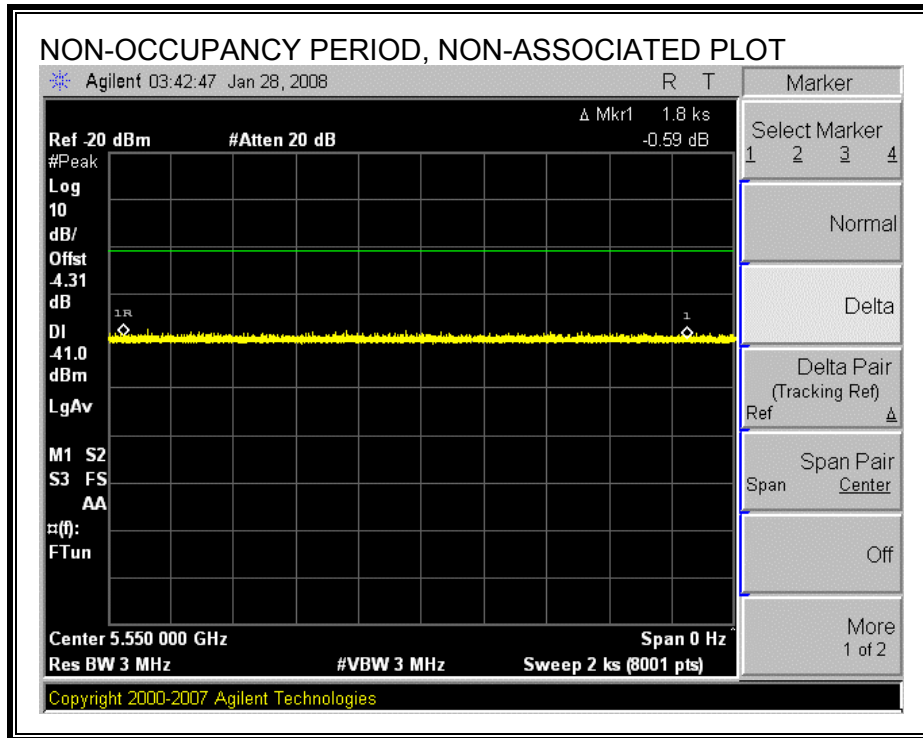 NON-OCCUPANCY PERIOD, NON-ASSOCIATED PLOT
Agilent 03:42:47 Jan 28, 2008 R T
Δ Mkr1 1.8 ks
Ref -20 dBm #Atten 20 dB -0.59 dB
#Peak
Log
10
dB/
Offst
-4.31
dB
DI
-41.0
dBm
LgAv
M1 S2
S3 FS
AA
¤(f):
FTun
1R
1
Center 5.550 000 GHz Span 0 Hz^
Res BW 3 MHz #VBW 3 MHz Sweep 2 ks (8001 pts)
Copyright 2000-2007 Agilent Technologies
Marker
Select Marker
1 2 3 4
Normal
Delta
Delta Pair
(Tracking Ref)
Ref Δ
Span Pair
Span Center
Off
More
1 of 2